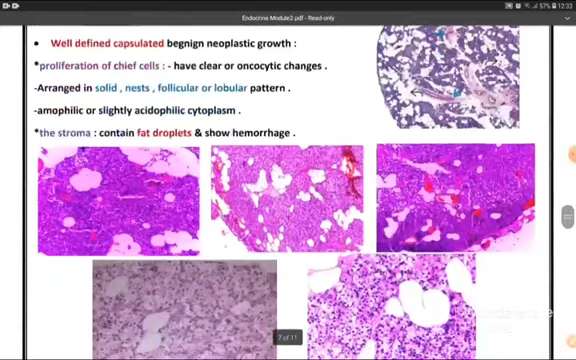 57% 12:33
Endocrine Module2.pdf - Read-only
• Well defined capsulated begnign neoplastic growth :
*proliferation of chief cells : - have clear or oncocytic changes .
-Arranged in solid , nests , follicular or lobular pattern .
-amophilic or slightly acidophilic cytoplasm .
*the stroma : contain fat droplets & show hemorrhage .
7 of 11